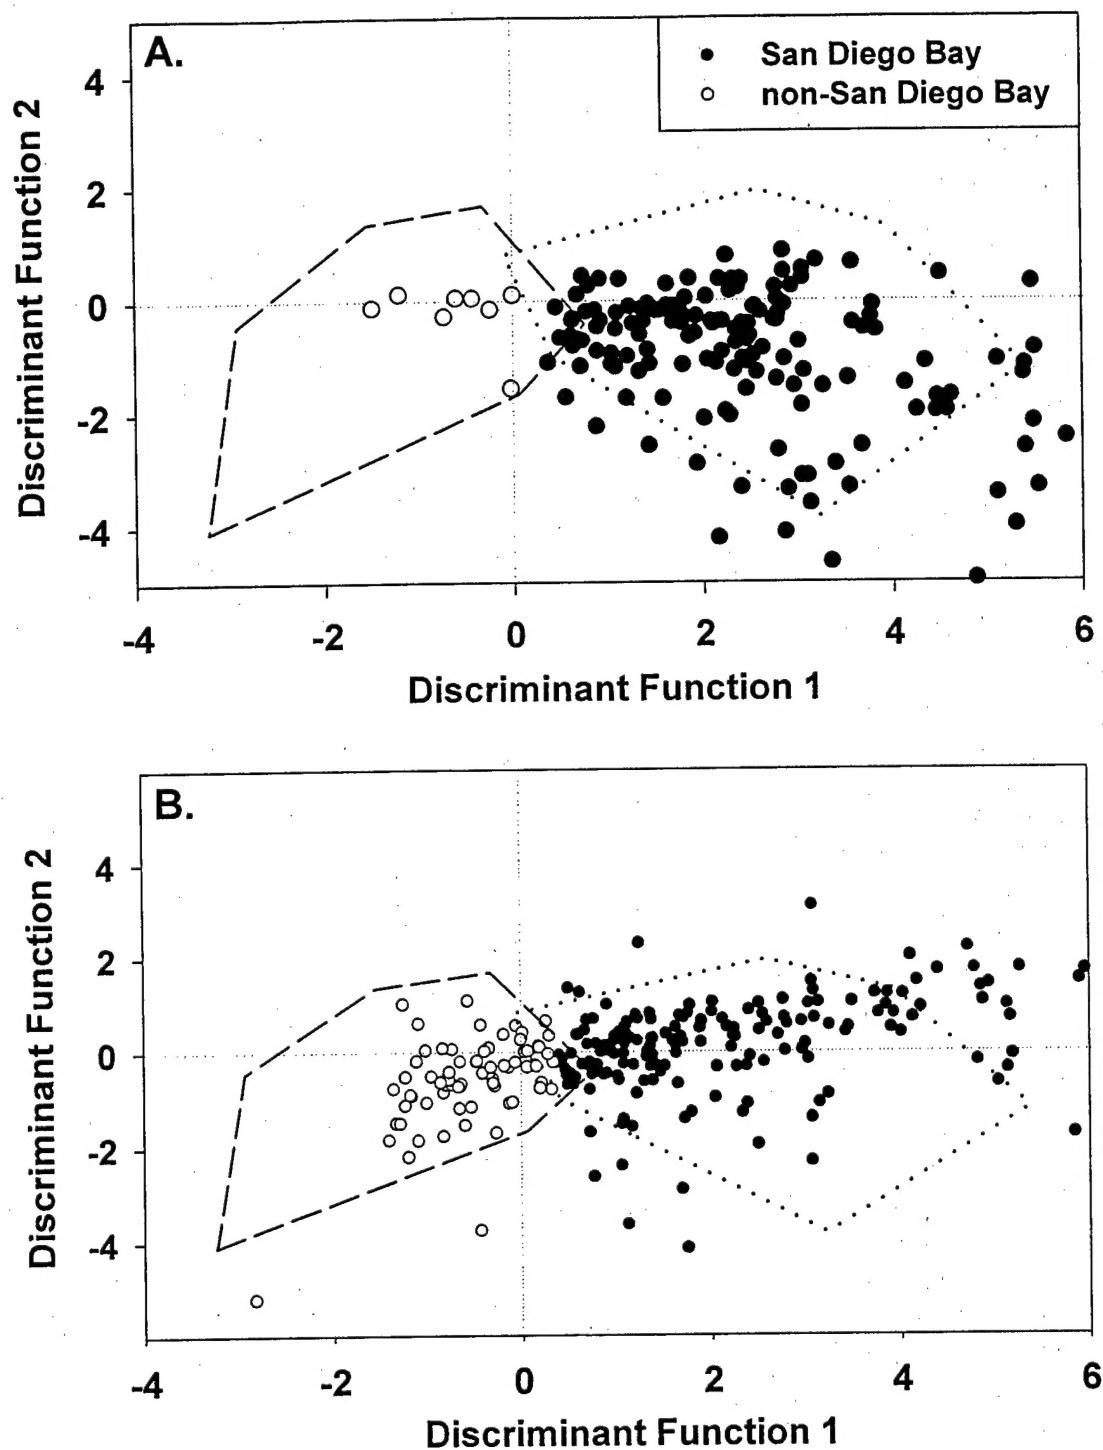 A.
San Diego Bay
non-San Diego Bay
Discriminant Function 2
4
2
0
-2
-4
-4 -2 0 2 4 6
Discriminant Function 1
B.
Discriminant Function 2
4
2
0
-2
-4
-4 -2 0 2 4 6
Discriminant Function 1